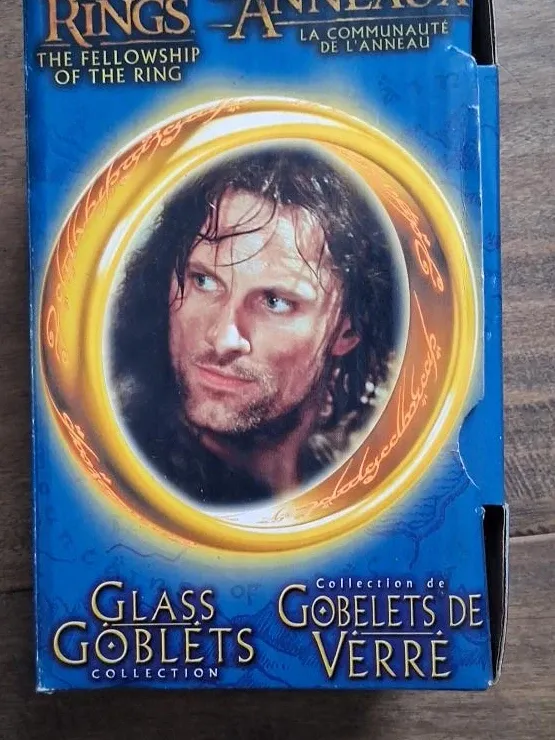 RINGS
THE FELLOWSHIP
OF THE RING
ANNEAUX
LA COMMUNAUTÉ
DE L'ANNEAU
GLASS
GOBLETS
COLLECTION
Collection de
GOBELETS DE
VERRE